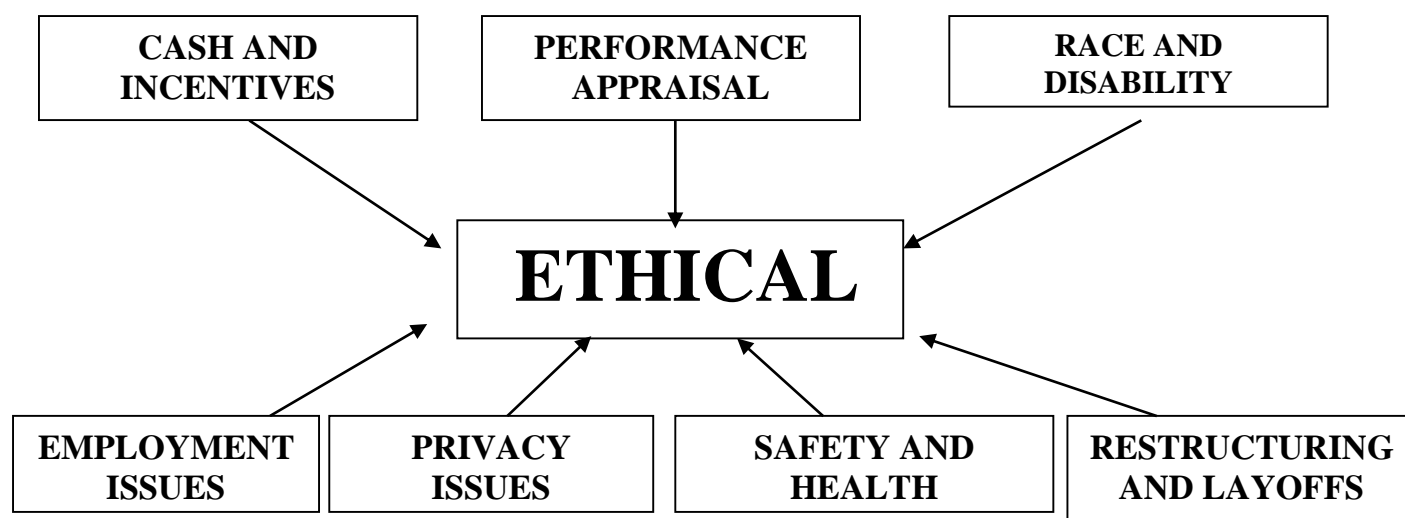 CASH AND
INCENTIVES
PERFORMANCE
APPRAISAL
RACE AND
DISABILITY
ETHICAL
EMPLOYMENT
ISSUES
PRIVACY
ISSUES
SAFETY AND
HEALTH
RESTRUCTURING
AND LAYOFFS